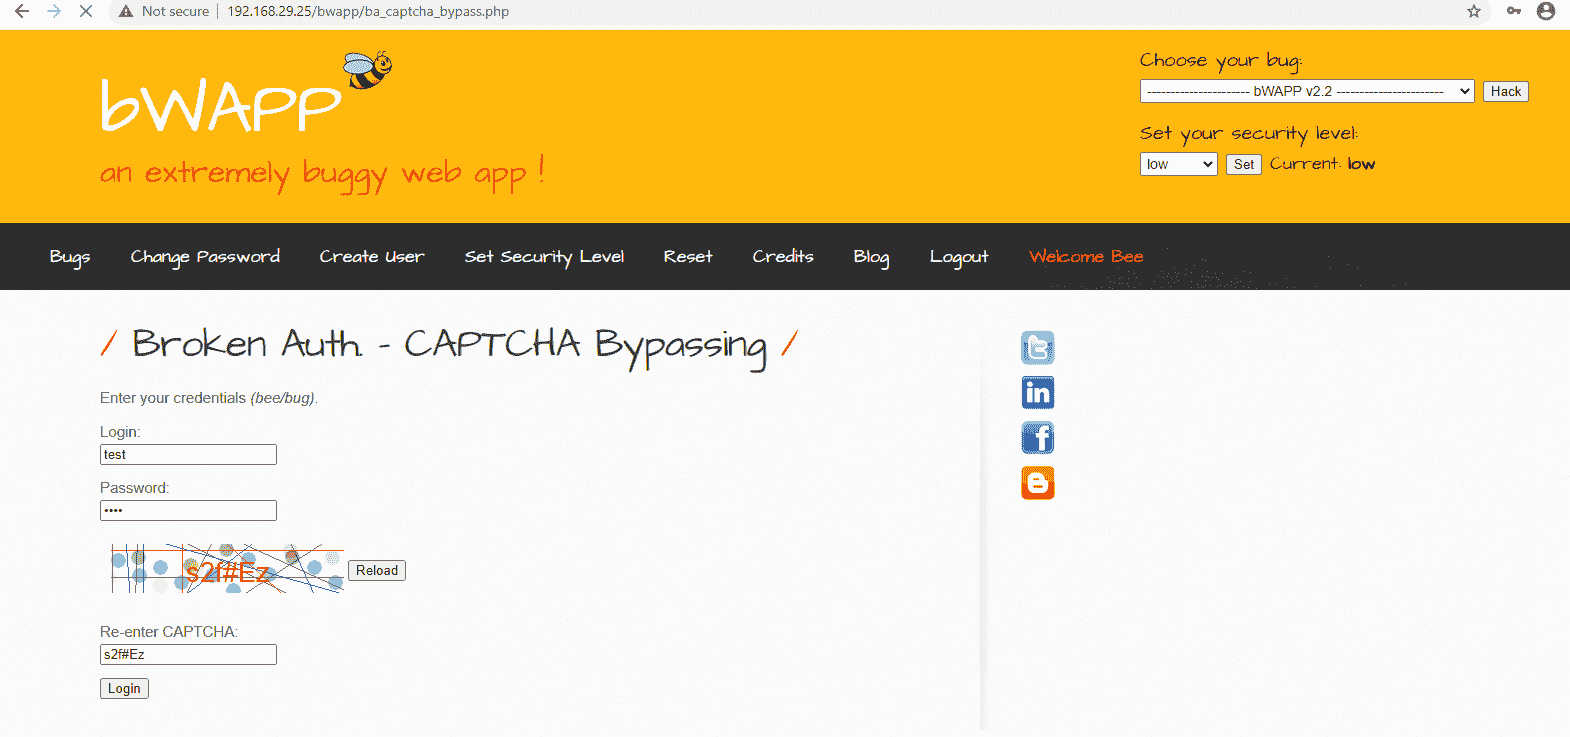 Not secure 192.168.29.25/bwapp/ba_captcha_bypass.php
bWAPP
an extremely buggy web app !
Choose your bug:
---------------------- bWAPP v2.2 ----------------------- Hack
Set your security level:
low Set Current: low
Bugs Change Password Create User Set Security Level Reset Credits Blog Logout Welcome Bee
/ Broken Auth. - CAPTCHA Bypassing /
Enter your credentials (bee/bug).
Login:
test
Password:
••••
s2f#Ez Reload
Re-enter CAPTCHA:
s2f#Ez
Login